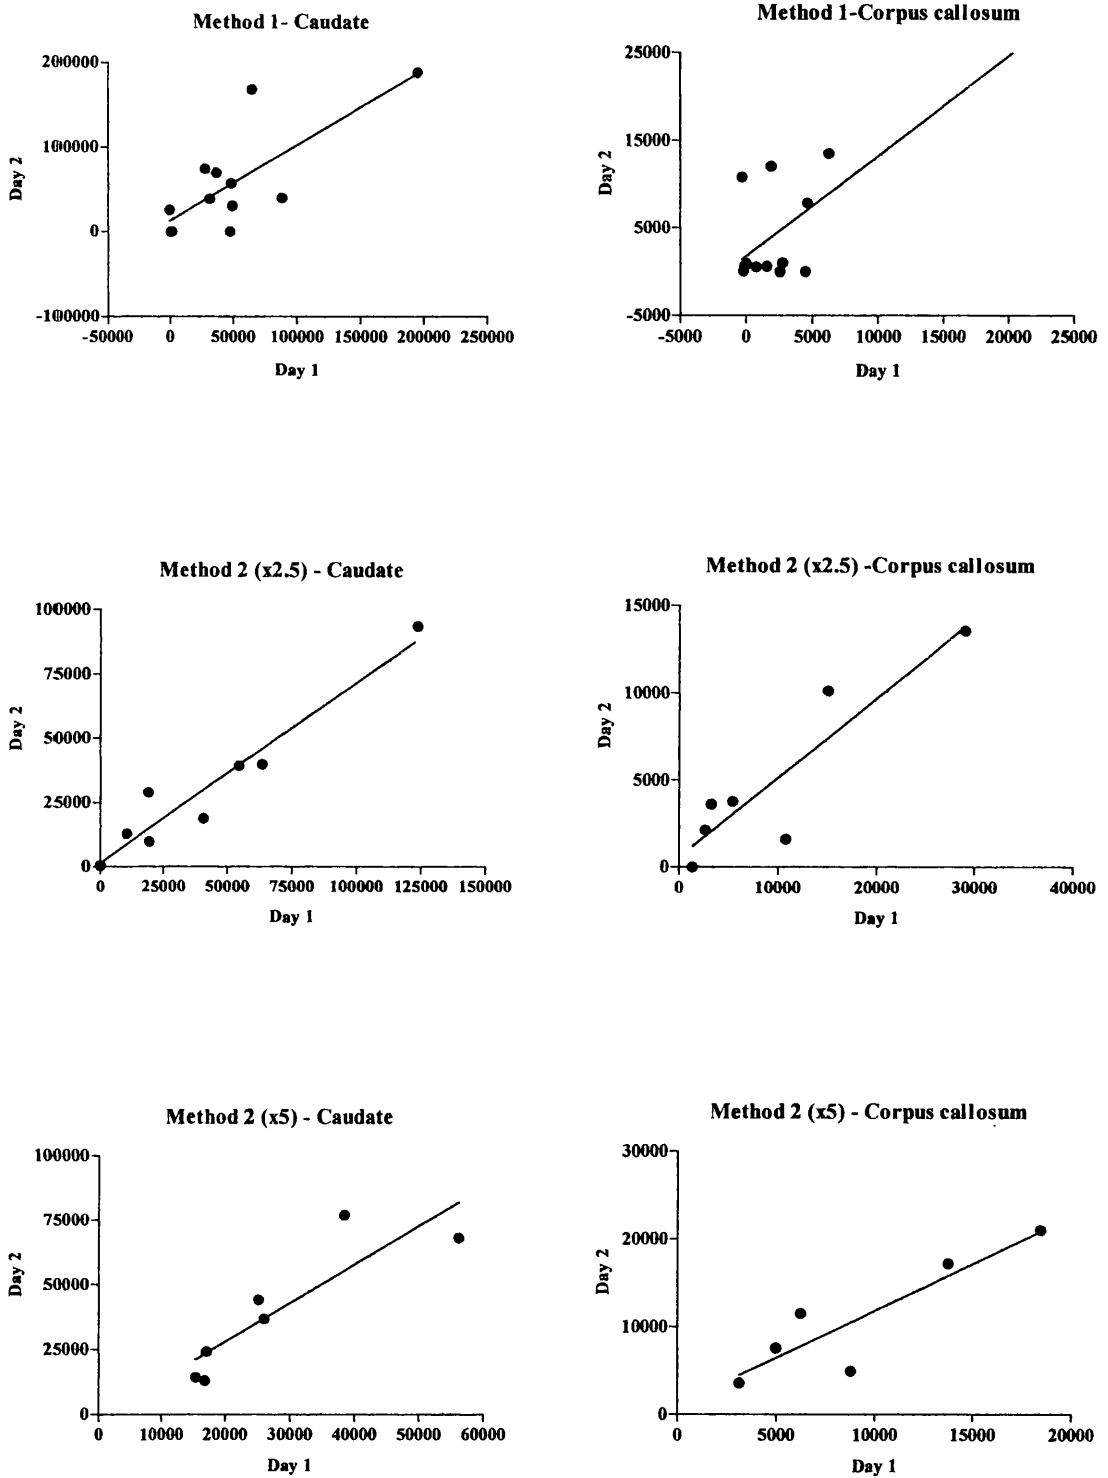 Method 1- Caudate
200000
100000
0
-100000
Day 2
-50000 0 50000 100000 150000 200000 250000
Day 1
Method 1-Corpus callosum
25000
15000
5000
-5000
Day 2
-5000 0 5000 10000 15000 20000 25000
Day 1
Method 2 (x2.5) - Caudate
100000
75000
50000
25000
0
Day 2
0 25000 50000 75000 100000 125000 150000
Day 1
Method 2 (x2.5) -Corpus callosum
15000
10000
5000
0
Day 2
0 10000 20000 30000 40000
Day 1
Method 2 (x5) - Caudate
100000
75000
50000
25000
0
Day 2
0 10000 20000 30000 40000 50000 60000
Day 1
Method 2 (x5) - Corpus callosum
30000
20000
10000
0
Day 2
0 5000 10000 15000 20000
Day 1